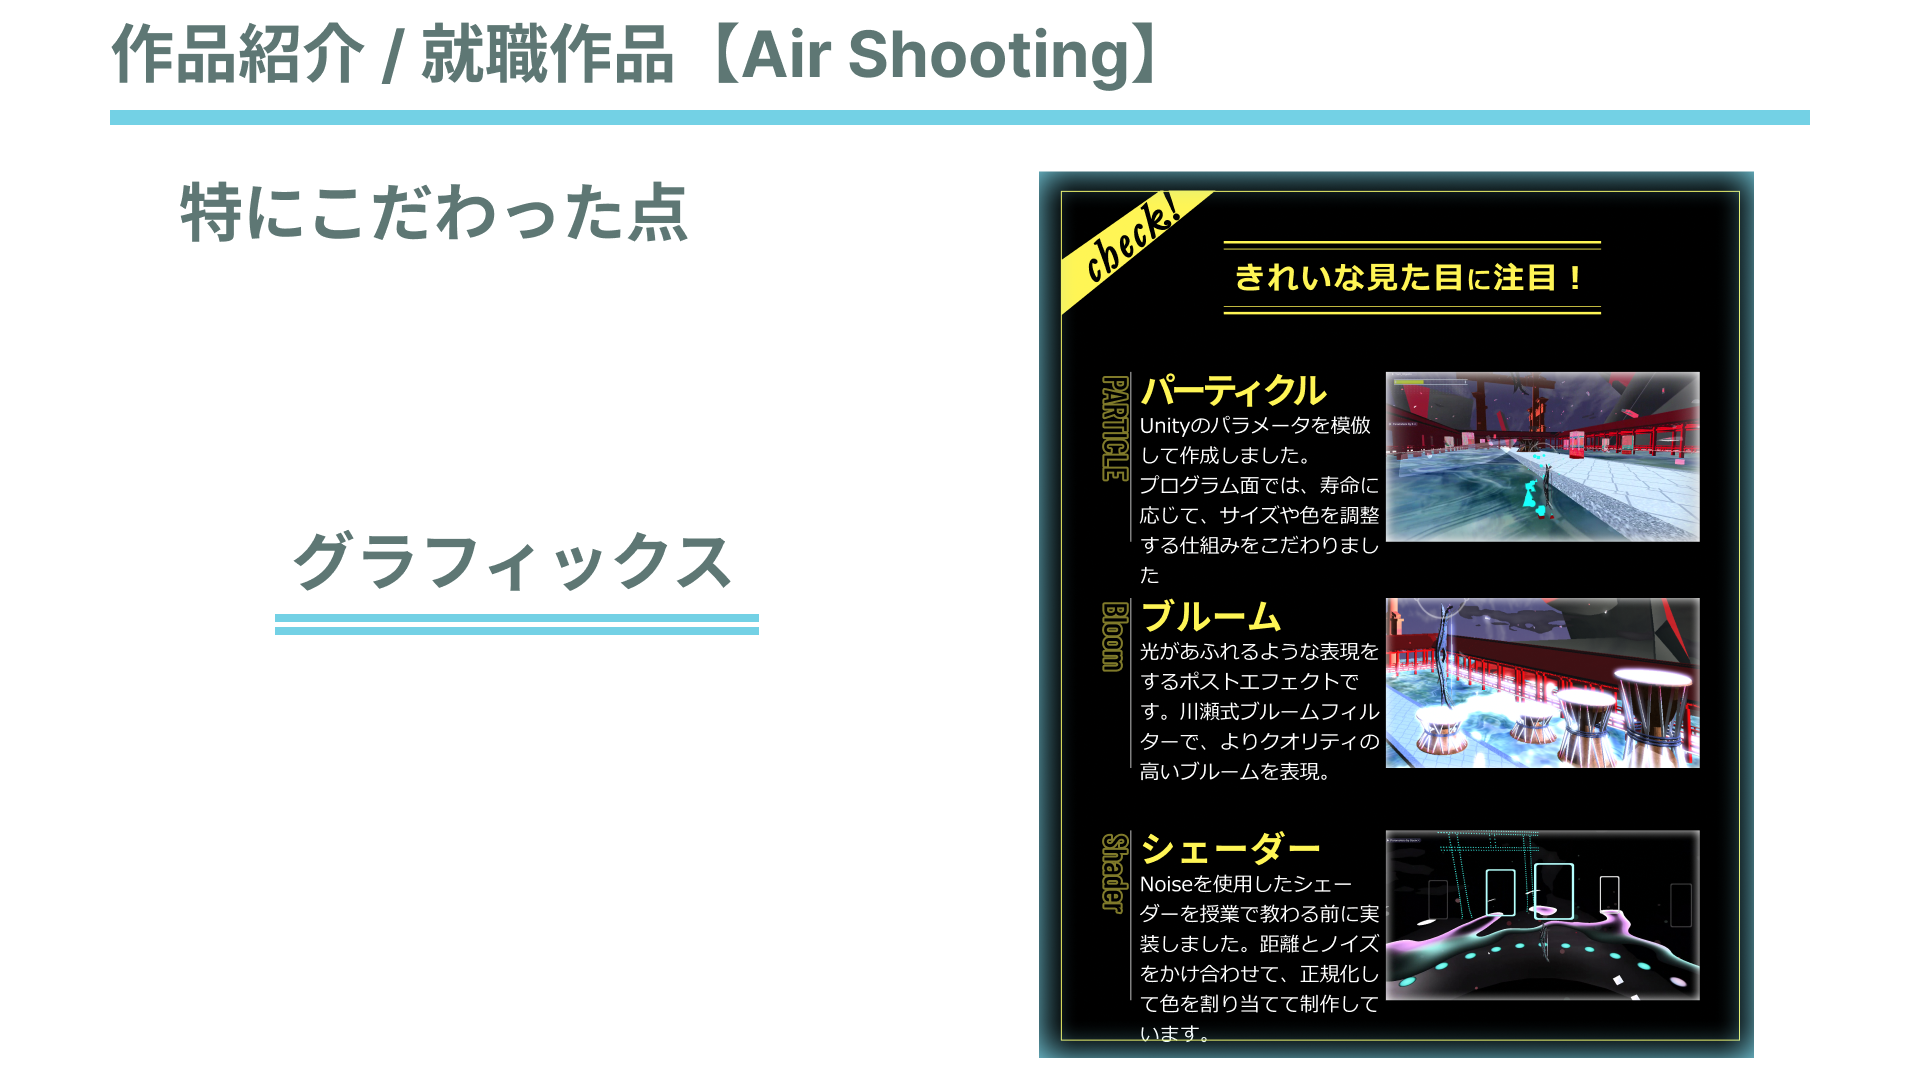 作品紹介 / 就職作品【Air Shooting】
特にこだわった点
グラフィックス
check!
きれいな見た目に注目！
PARTICLE
パーティクル
Unityのパラメータを模倣
して作成しました。
プログラム面では、寿命に
応じて、サイズや色を調整
する仕組みをこだわりまし
た
Bloom
ブルーム
光があふれるような表現を
するポストエフェクトで
す。川瀬式ブルームフィル
ターで、よりクオリティの
高いブルームを表現。
Shader
シェーダー
Noiseを使用したシェー
ダーを授業で教わる前に実
装しました。距離とノイズ
をかけ合わせて、正規化し
て色を割り当てて制作して
います。